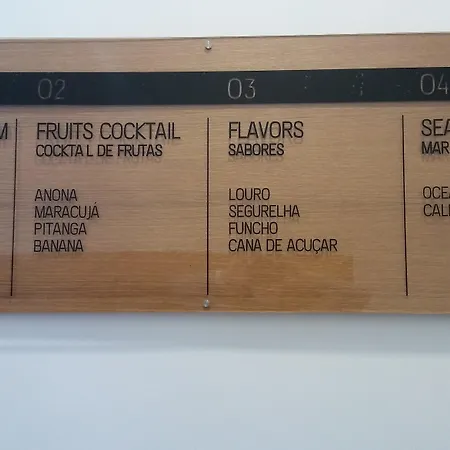 02
FRUITS COCKTAIL
COCKTA L DE FRUTAS
ANONA
MARACUJÁ
PITANGA
BANANA
03
FLAVORS
SABORES
LOURO
SEGURELHA
FUNCHO
CANA DE ACUÇAR
04